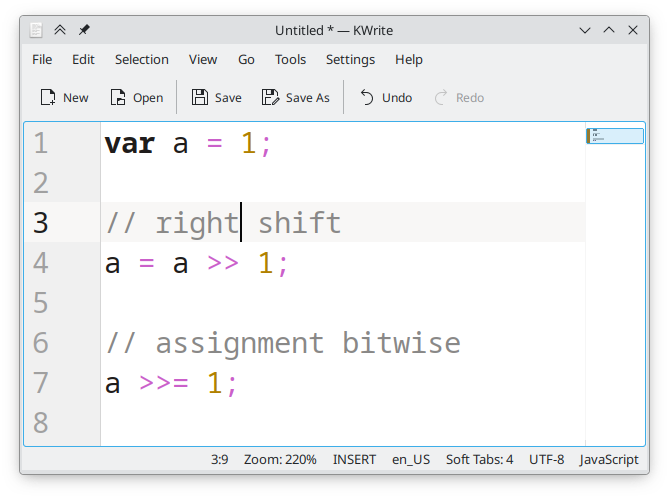 Untitled * — KWrite
File Edit Selection View Go Tools Settings Help
New Open Save Save As Undo Redo
1 var a = 1;
2
3 // right shift
4 a = a >> 1;
5
6 // assignment bitwise
7 a >>= 1;
8
3:9 Zoom: 220% INSERT en_US Soft Tabs: 4 UTF-8 JavaScript